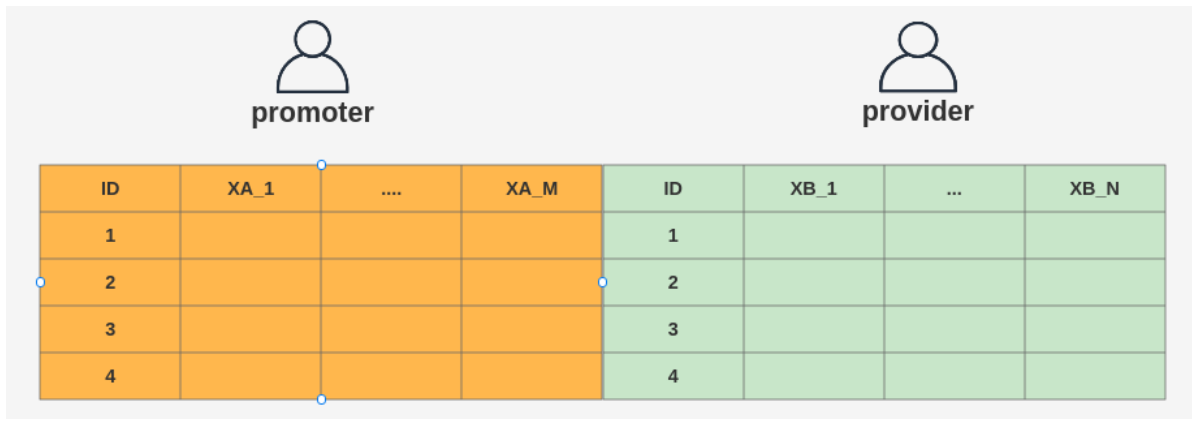 promoter provider
ID XA_1 .... XA_M ID XB_1 ... XB_N
1 1
2 2
3 3
4 4